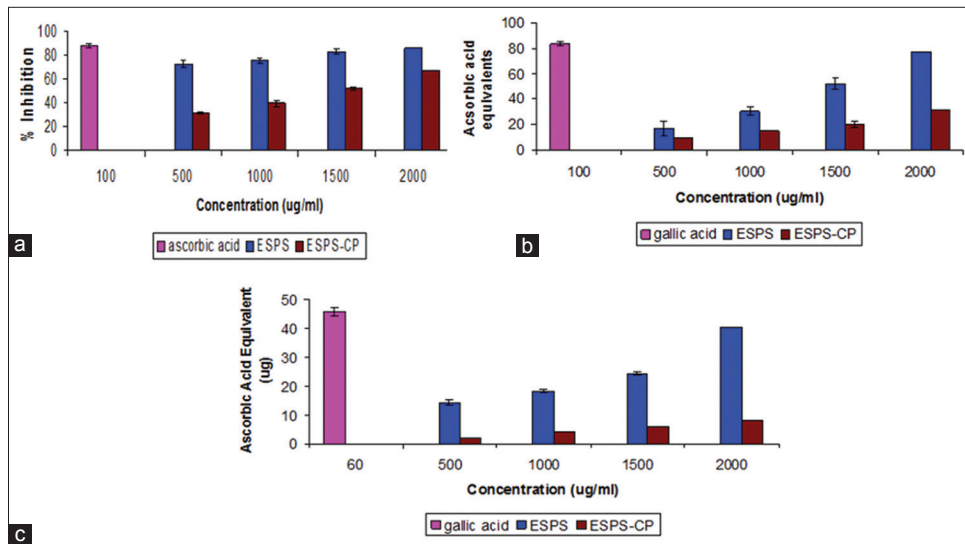 100
80
60
40
20
0
% Inhibition
100 500 1000 1500 2000
Concentration (ug/ml)
ascorbic acid ESPS ESPS-CP
a
100
80
60
40
20
0
Acsorbic acid
equivalents
100 500 1000 1500 2000
Concentration (ug/ml)
gallic acid ESPS ESPS-CP
b
50
40
30
20
10
0
Ascorbic Acid Equivalent
(ug)
60 500 1000 1500 2000
Concentration (ug/ml)
gallic acid ESPS ESPS-CP
c